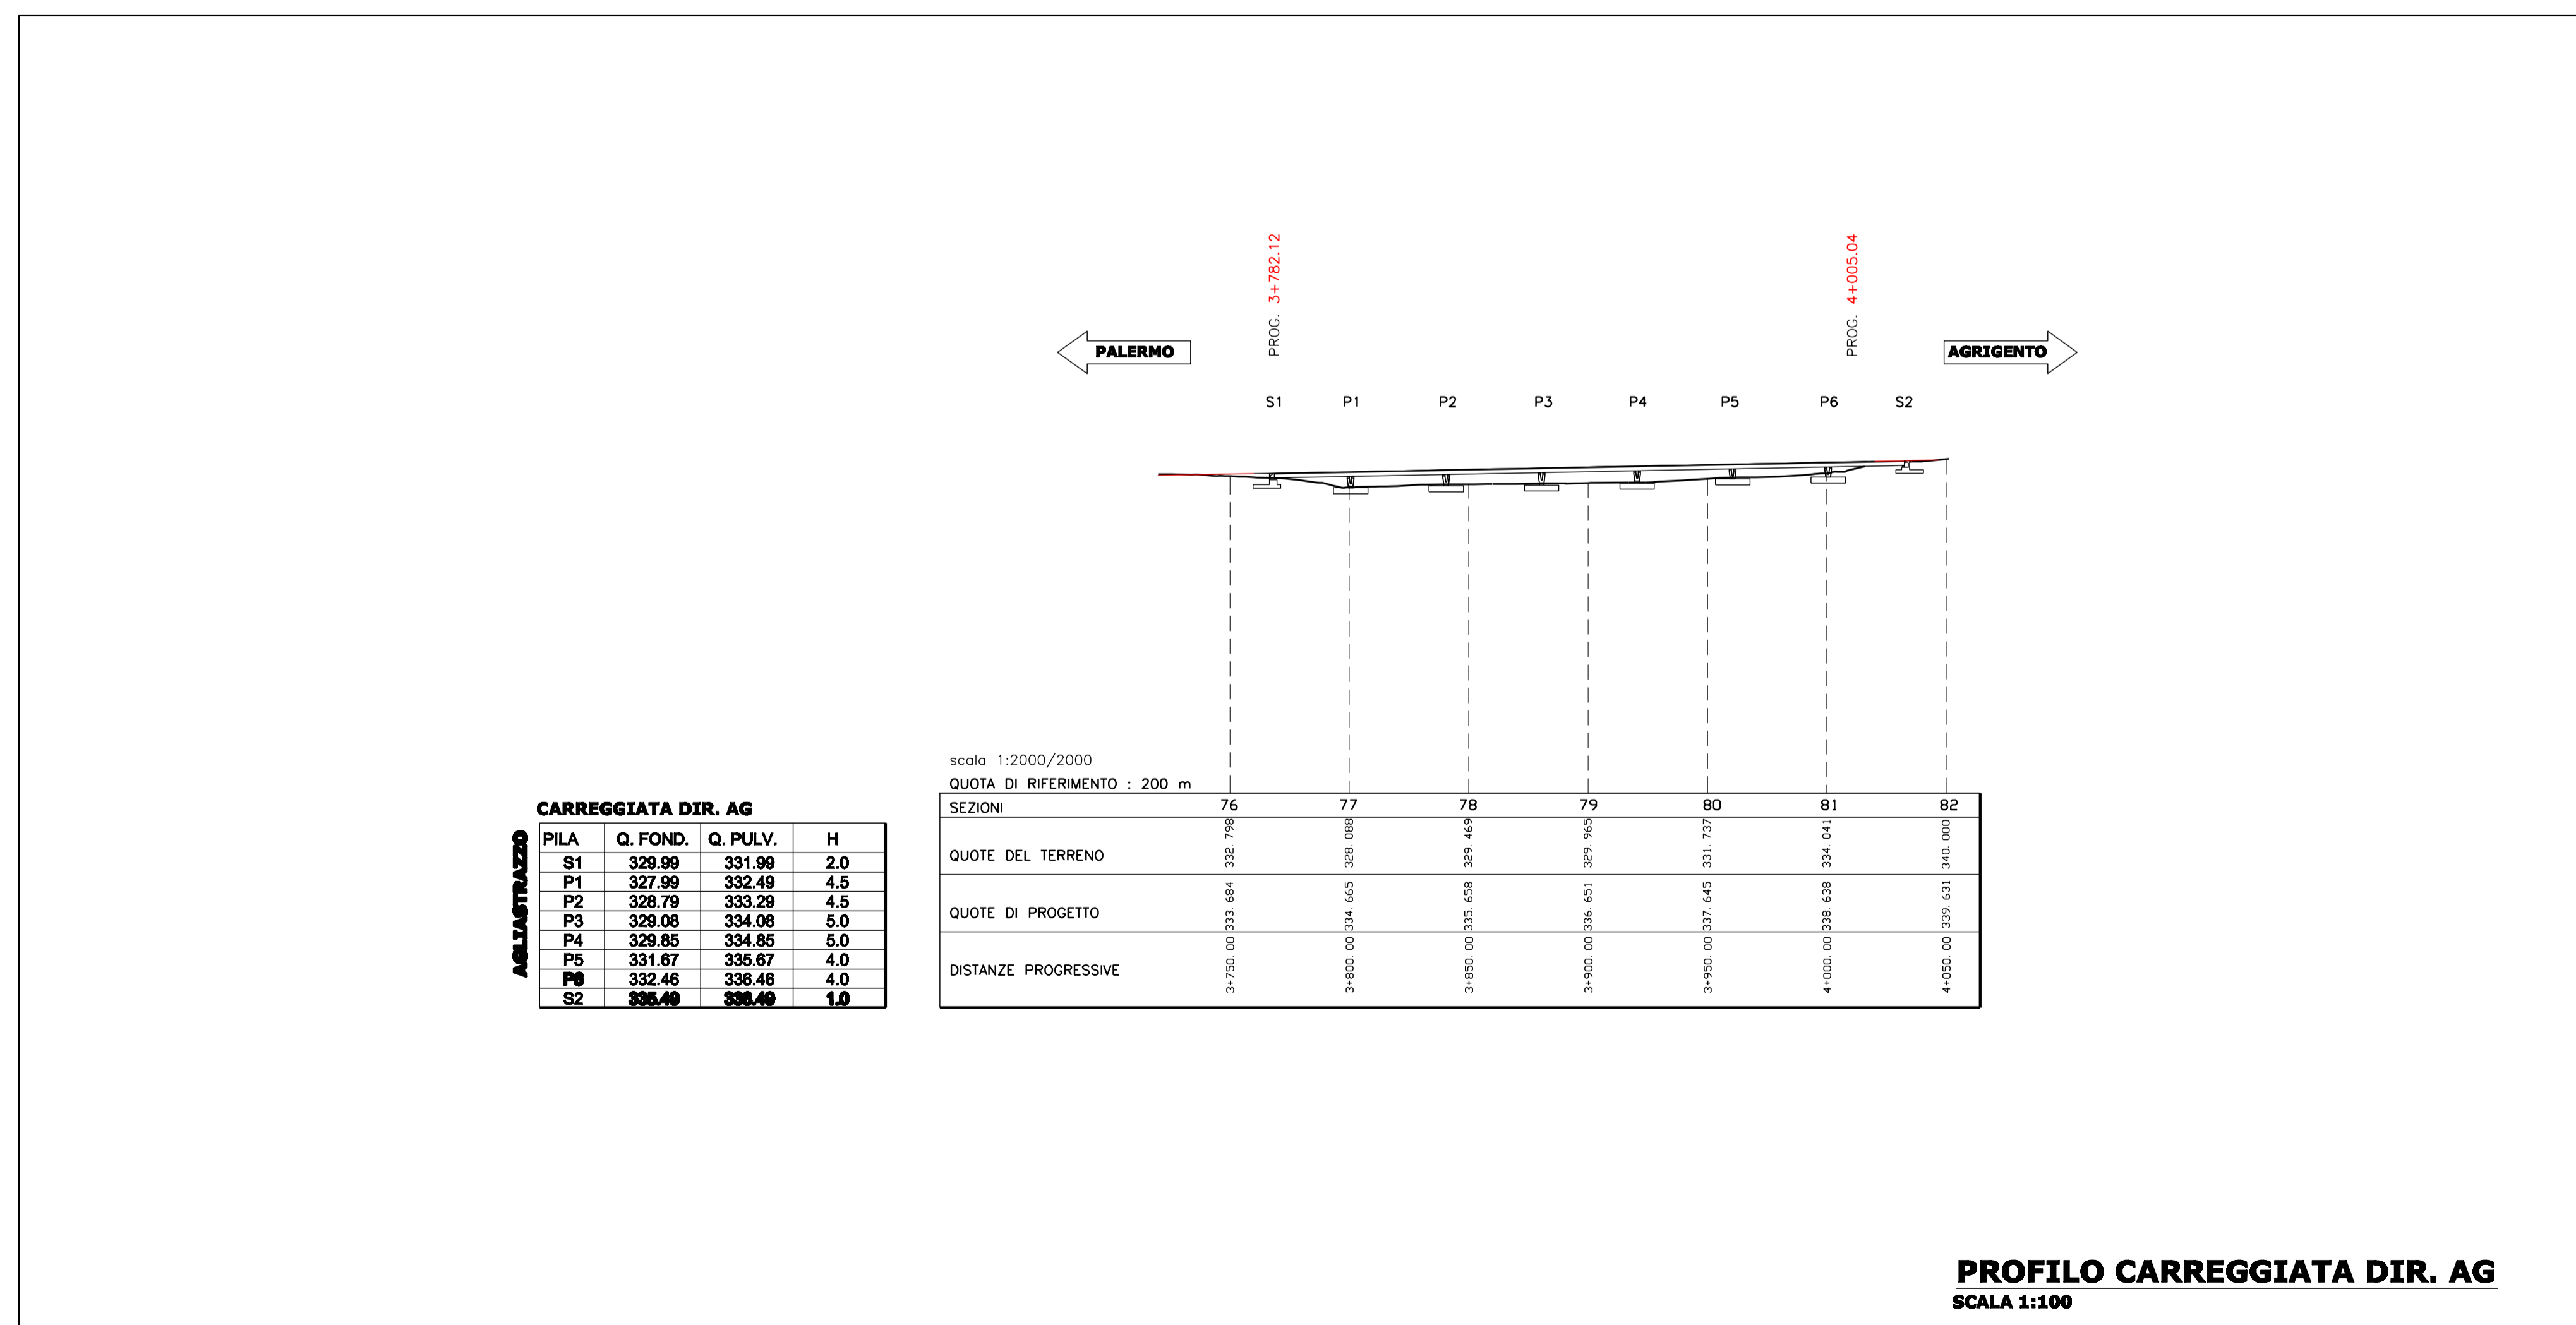 PROG. 3+782.12
PROG. 4+005.04
PALERMO
AGRIGENTO
S1 P1 P2 P3 P4 P5 P6 S2
scala 1:2000/2000
QUOTA DI RIFERIMENTO : 200 m
SEZIONI 76 77 78 79 80 81 82
QUOTE DEL TERRENO 332. 798 328. 088 329. 469 329. 965 331. 737 334. 041 340. 000
QUOTE DI PROGETTO 333. 684 334. 665 335. 658 336. 651 337. 645 338. 638 339. 631
DISTANZE PROGRESSIVE 3+750. 00 3+800. 00 3+850. 00 3+900. 00 3+950. 00 4+000. 00 4+050. 00
CARREGGIATA DIR. AG
AGLIASTRAZZO
PILA Q. FOND. Q. PULV. H
S1 329.99 331.99 2.0
P1 327.99 332.49 4.5
P2 328.79 333.29 4.5
P3 329.08 334.08 5.0
P4 329.85 334.85 5.0
P5 331.67 335.67 4.0
P6 332.46 336.46 4.0
S2 335.49 336.49 1.0
PROFILO CARREGGIATA DIR. AG
SCALA 1:100